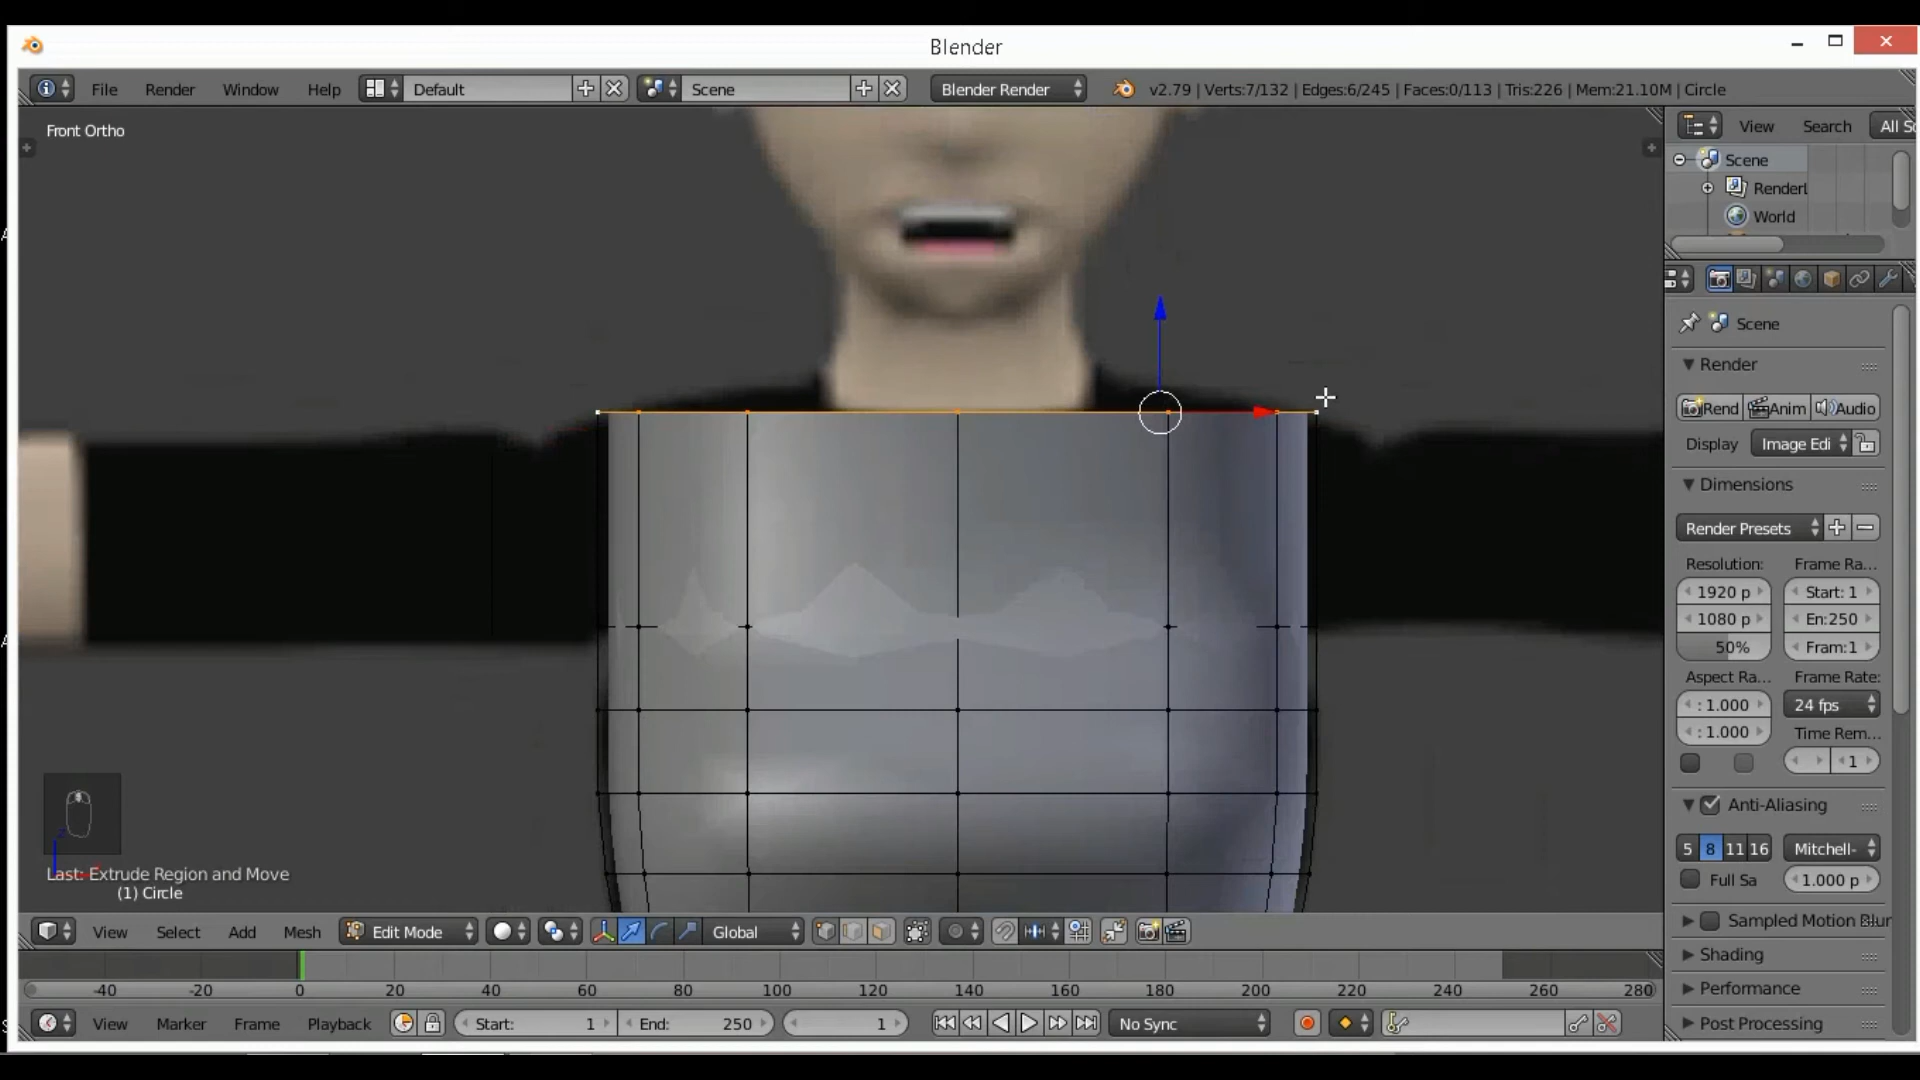 Blender
File Render Window Help Default Scene Blender Render v2.79 | Verts:7/132 | Edges:6/245 | Faces:0/113 | Tris:226 | Mem:21.10M | Circle
Front Ortho
View Search All S
Scene
RenderL
World
Scene
Render
Rend Anim Audio
Display Image Edi
Dimensions
Render Presets
Resolution: Frame Ra...
1920 p Start: 1
1080 p En:250
50% Fram:1
Aspect Ra... Frame Rate:
: 1.000 24 fps
: 1.000 Time Rem...
1
Anti-Aliasing
5 8 11 16 Mitchell-
Full Sa 1.000 p
Sampled Motion Blur
Shading
Performance
Post Processing
Last: Extrude Region and Move
(1) Circle
View Select Add Mesh Edit Mode Global
-40 -20 0 20 40 60 80 100 120 140 160 180 200 220 240 260 280
View Marker Frame Playback Start: 1 End: 250 1 No Sync